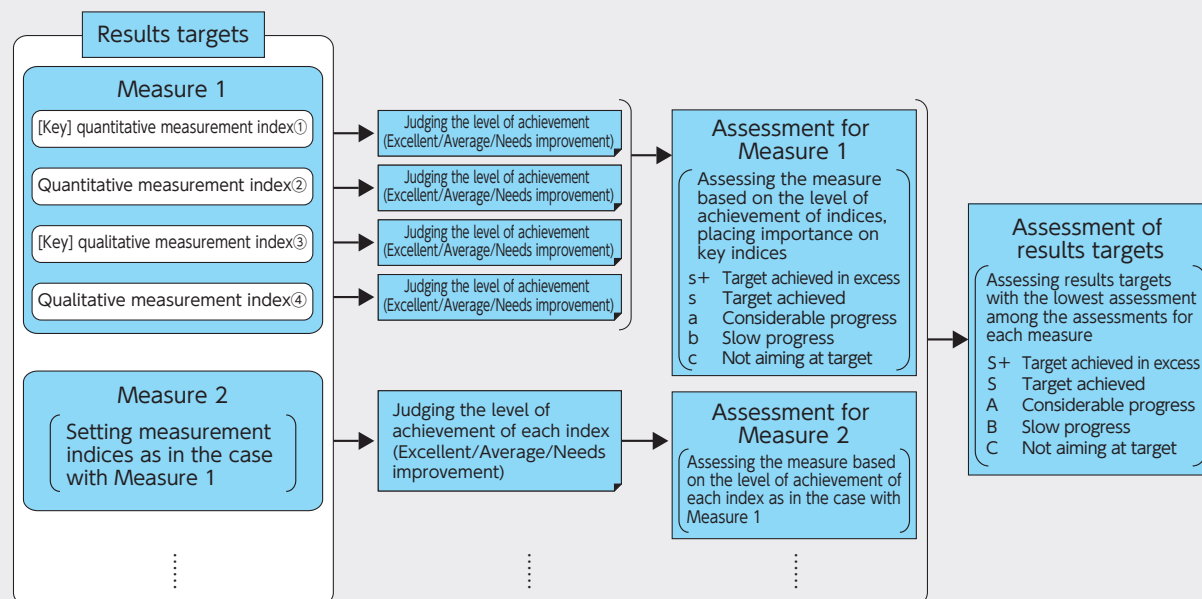 Results targets
Measure 1
[Key] quantitative measurement index①
Quantitative measurement index②
[Key] qualitative measurement index③
Qualitative measurement index④
Measure 2
Setting measurement
indices as in the case
with Measure 1
Judging the level of achievement
(Excellent/Average/Needs improvement)
Judging the level of achievement
(Excellent/Average/Needs improvement)
Judging the level of achievement
(Excellent/Average/Needs improvement)
Judging the level of achievement
(Excellent/Average/Needs improvement)
Judging the level of
achievement of each index
(Excellent/Average/Needs
improvement)
Assessment for
Measure 1
Assessing the measure
based on the level of
achievement of indices,
placing importance on
key indices
s+ Target achieved in excess
s Target achieved
a Considerable progress
b Slow progress
c Not aiming at target
Assessment for
Measure 2
Assessing the measure based
on the level of achievement of
each index as in the case with
Measure 1
Assessment of
results targets
Assessing results targets
with the lowest assessment
among the assessments for
each measure
S+ Target achieved in excess
S Target achieved
A Considerable progress
B Slow progress
C Not aiming at target